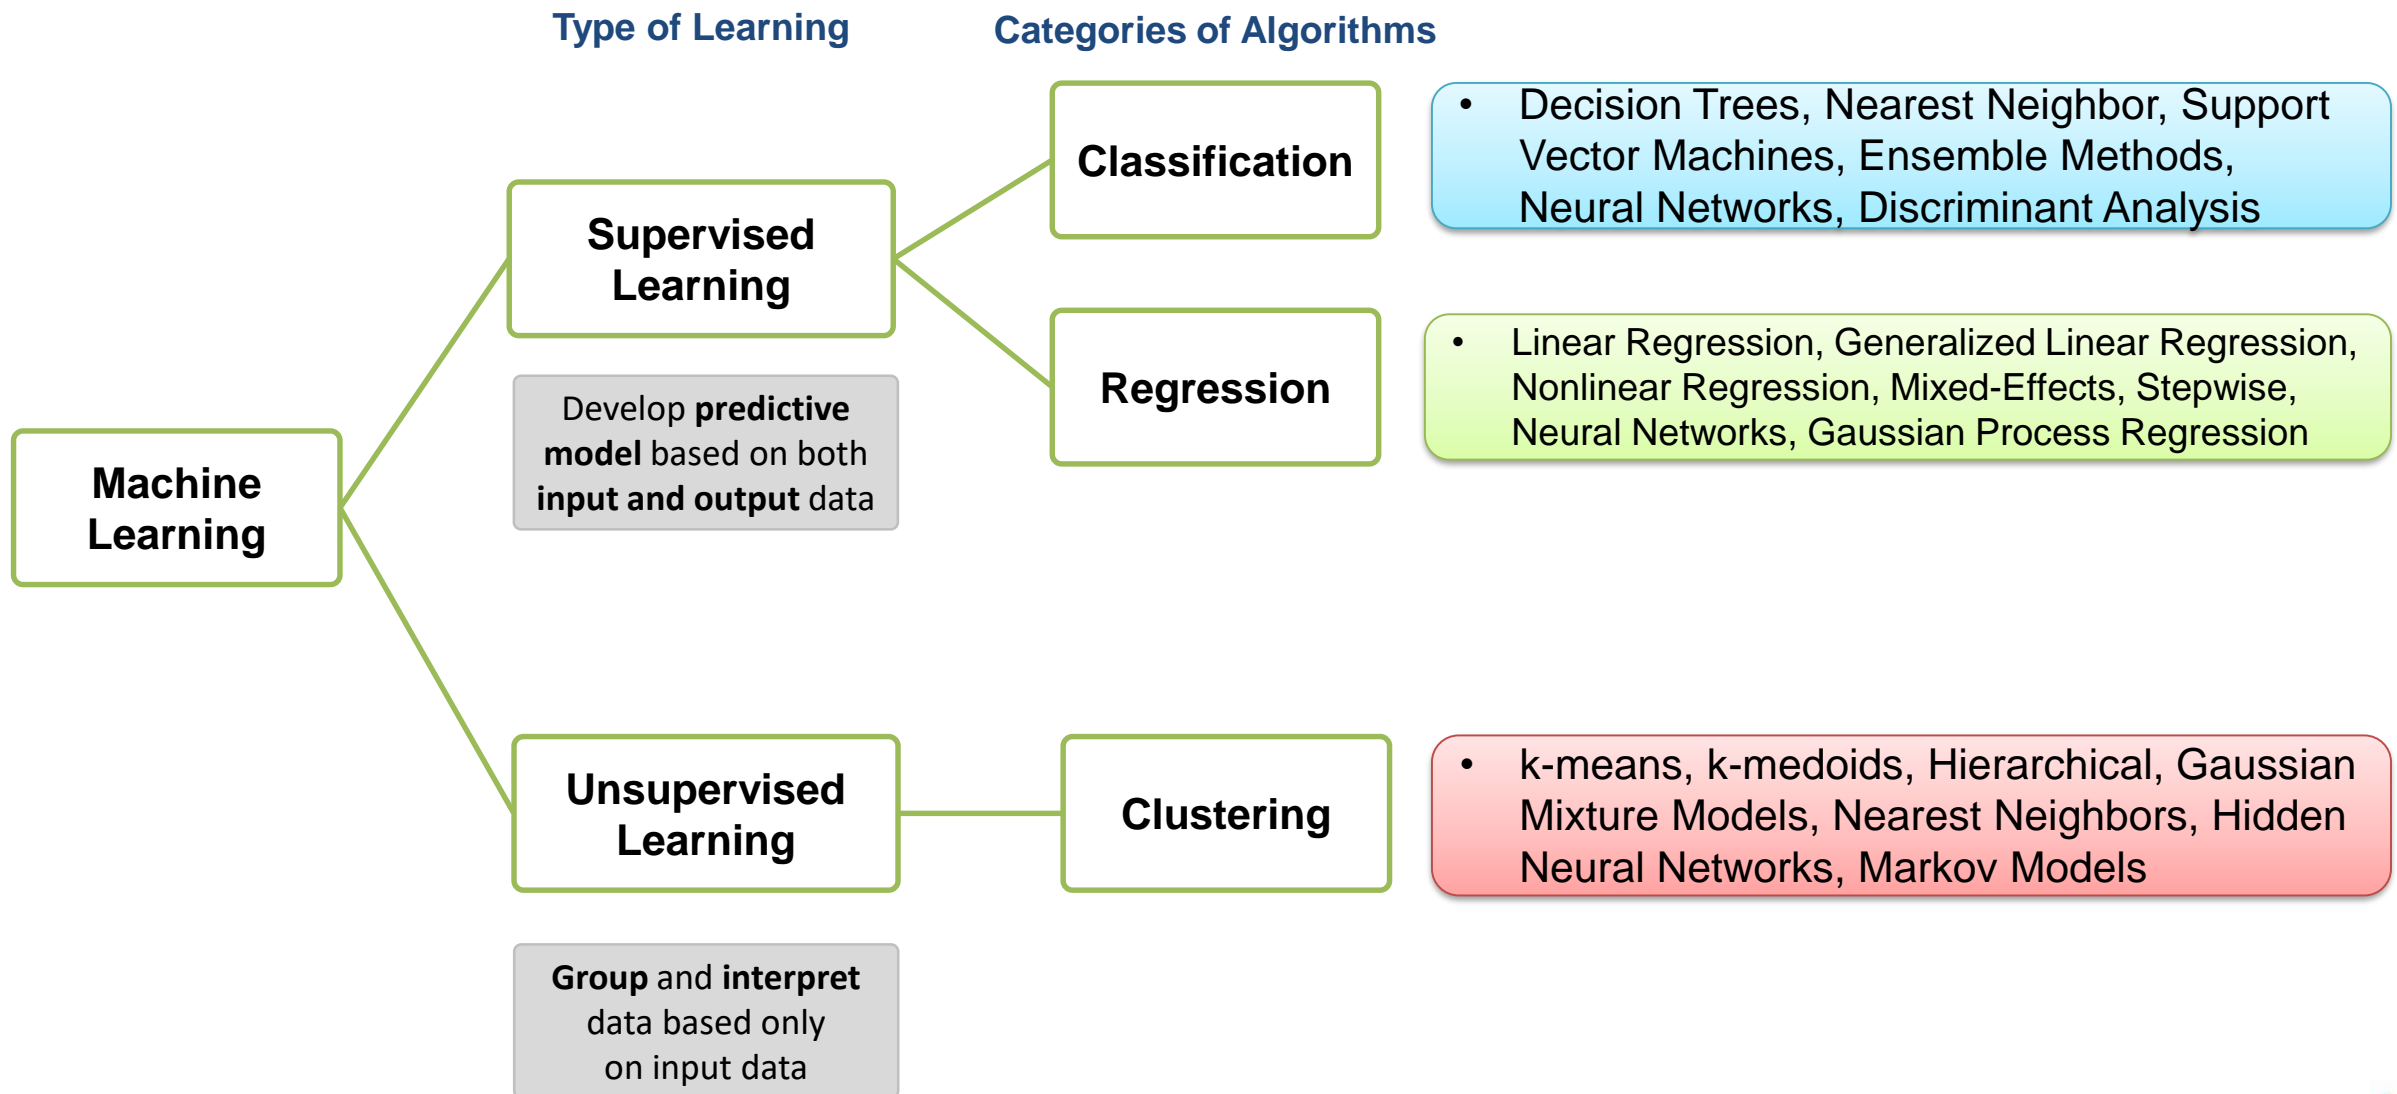 Type of Learning
Categories of Algorithms
Classification
• Decision Trees, Nearest Neighbor, Support
Vector Machines, Ensemble Methods,
Neural Networks, Discriminant Analysis
Supervised
Learning
Regression
• Linear Regression, Generalized Linear Regression,
Nonlinear Regression, Mixed-Effects, Stepwise,
Neural Networks, Gaussian Process Regression
Develop predictive
model based on both
input and output data
Machine
Learning
Unsupervised
Learning
Clustering
• k-means, k-medoids, Hierarchical, Gaussian
Mixture Models, Nearest Neighbors, Hidden
Neural Networks, Markov Models
Group and interpret
data based only
on input data